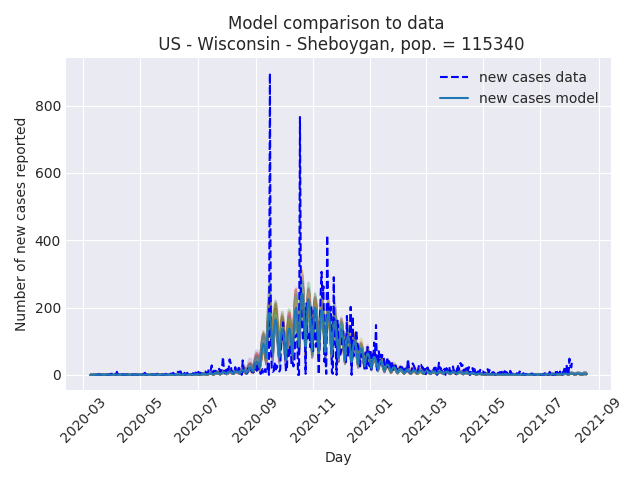 Model comparison to data
US - Wisconsin - Sheboygan, pop. = 115340
new cases data
new cases model
Number of new cases reported
800
600
400
200
0
2020-03
2020-05
2020-07
2020-09
2020-11
2021-01
2021-03
2021-05
2021-07
2021-09
Day